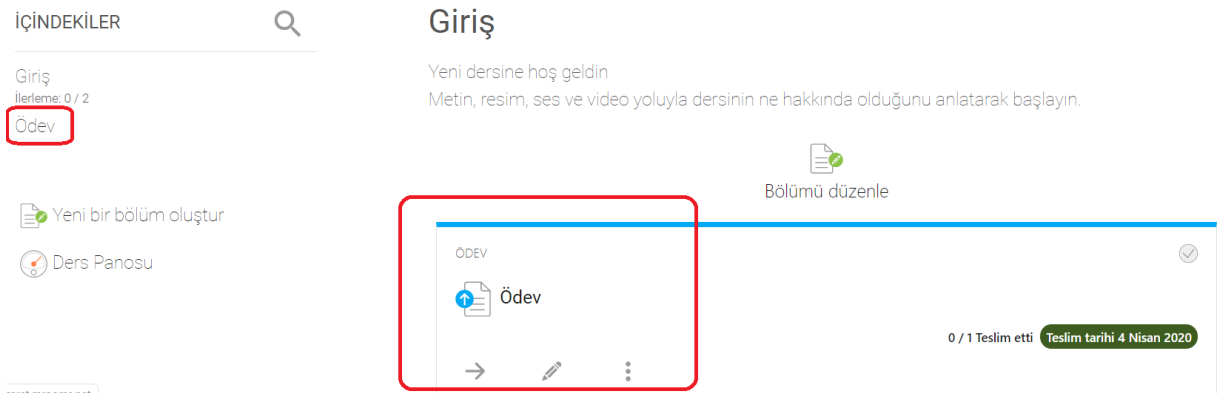 İÇİNDEKİLER
Giriş
İlerleme: 0 / 2
Ödev
Yeni bir bölüm oluştur
Ders Panosu
Giriş
Yeni dersine hoş geldin
Metin, resim, ses ve video yoluyla dersinin ne hakkında olduğunu anlatarak başlayın.
Bölümü düzenle
ÖDEV
Ödev
0 / 1 Teslim etti Teslim tarihi 4 Nisan 2020